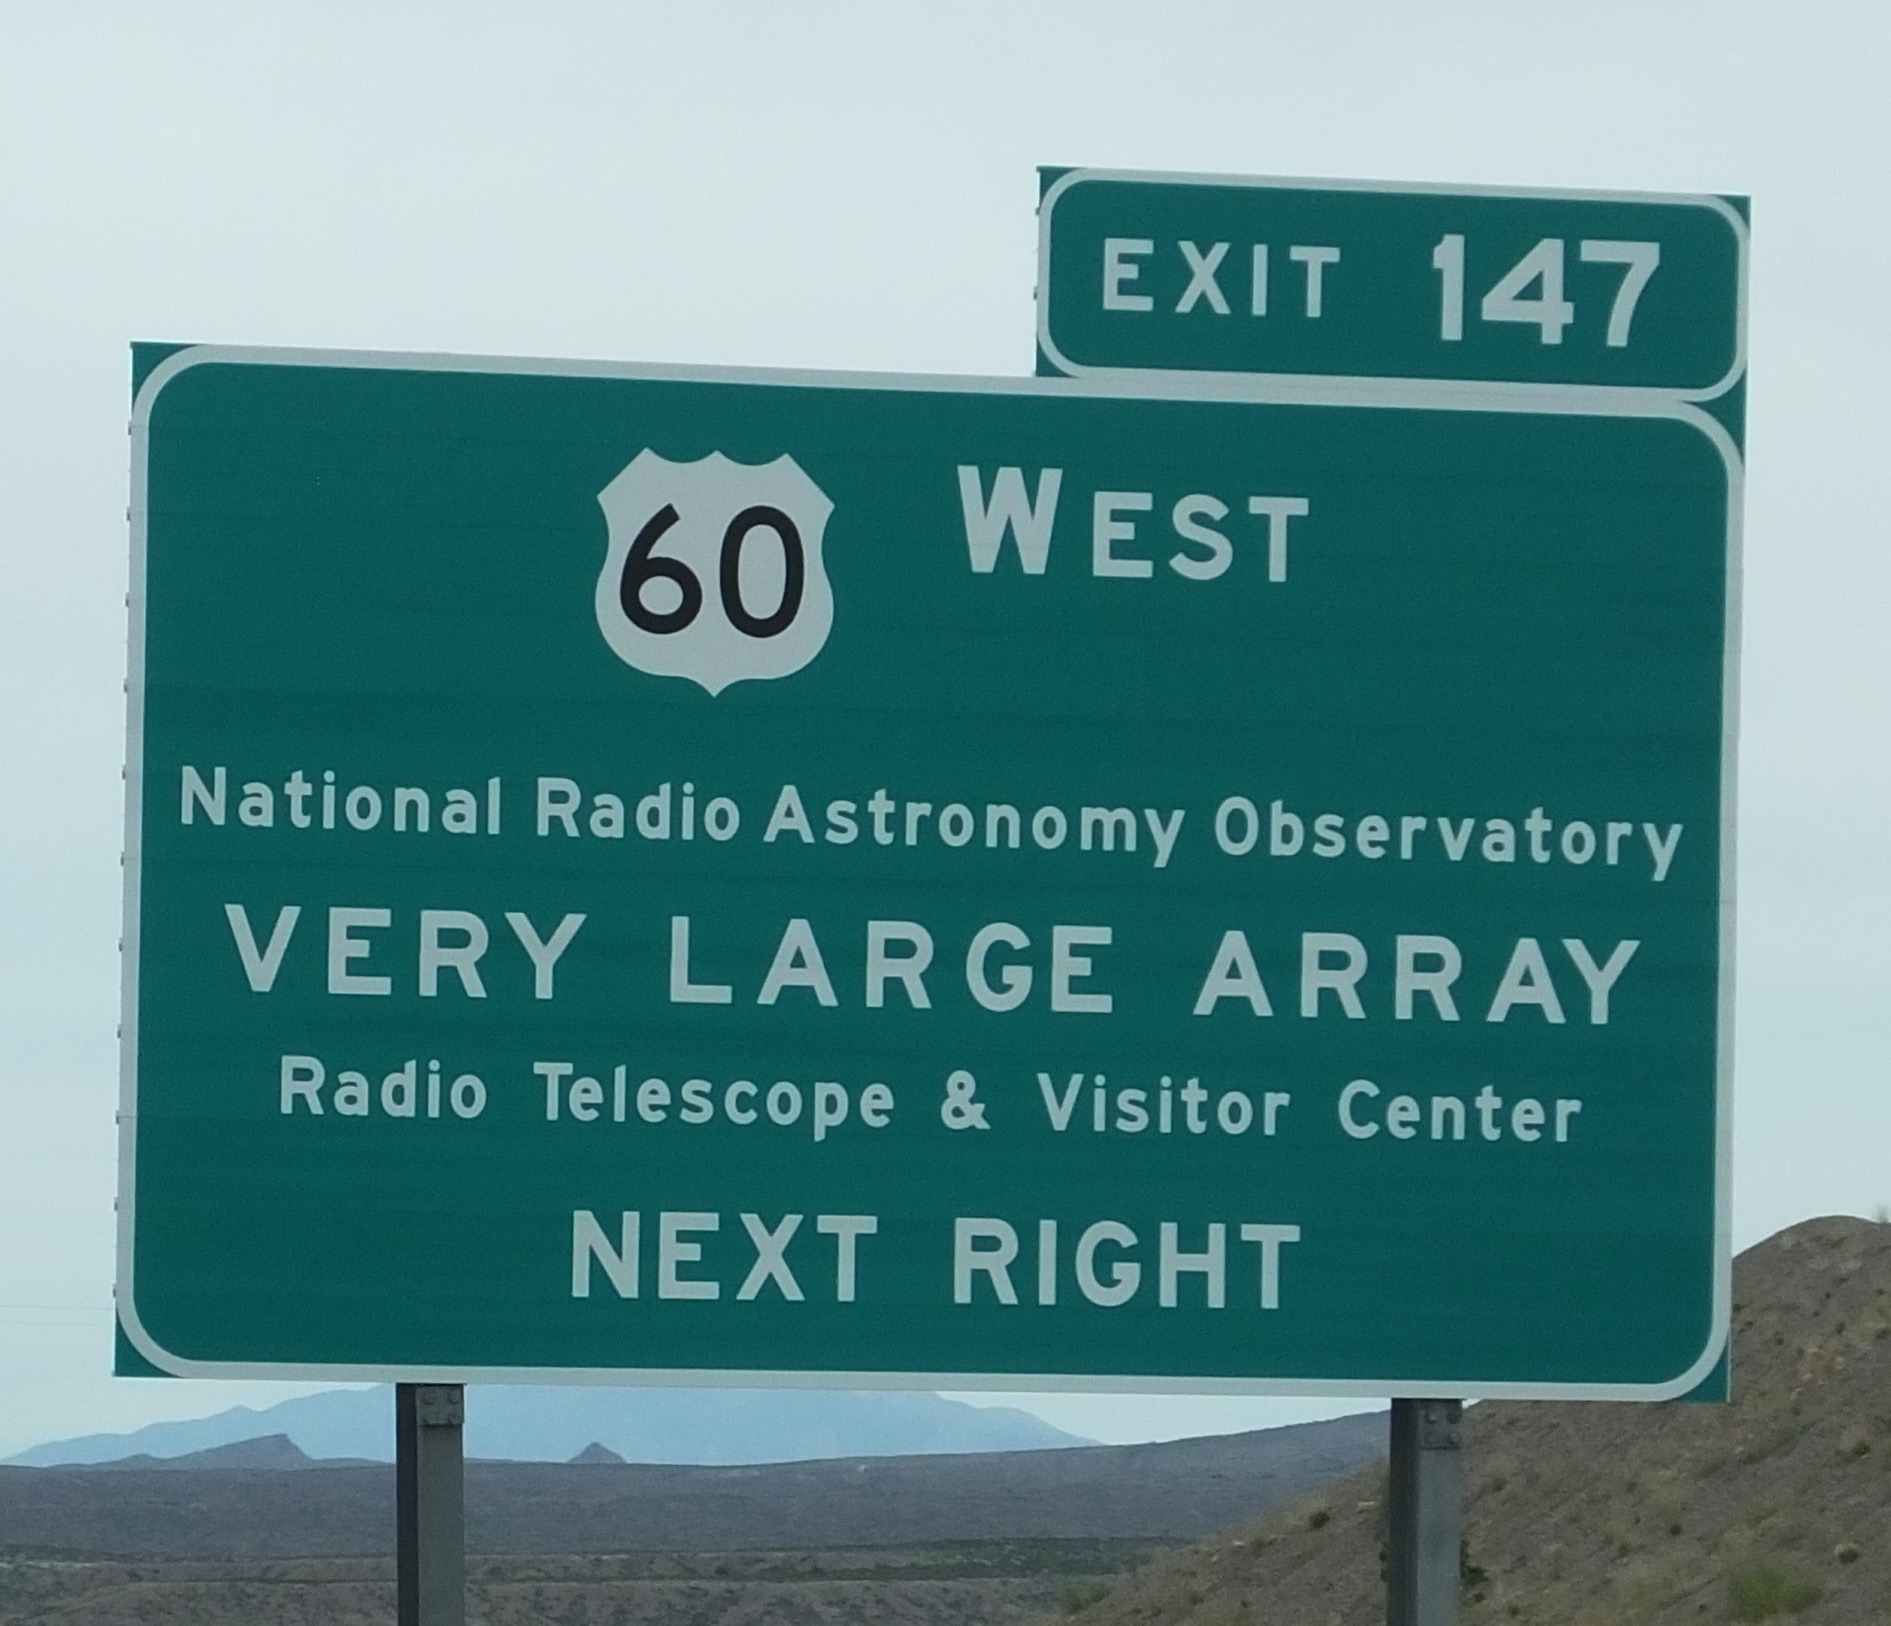 EXIT 147
60 WEST
National Radio Astronomy Observatory
VERY LARGE ARRAY
Radio Telescope & Visitor Center
NEXT RIGHT